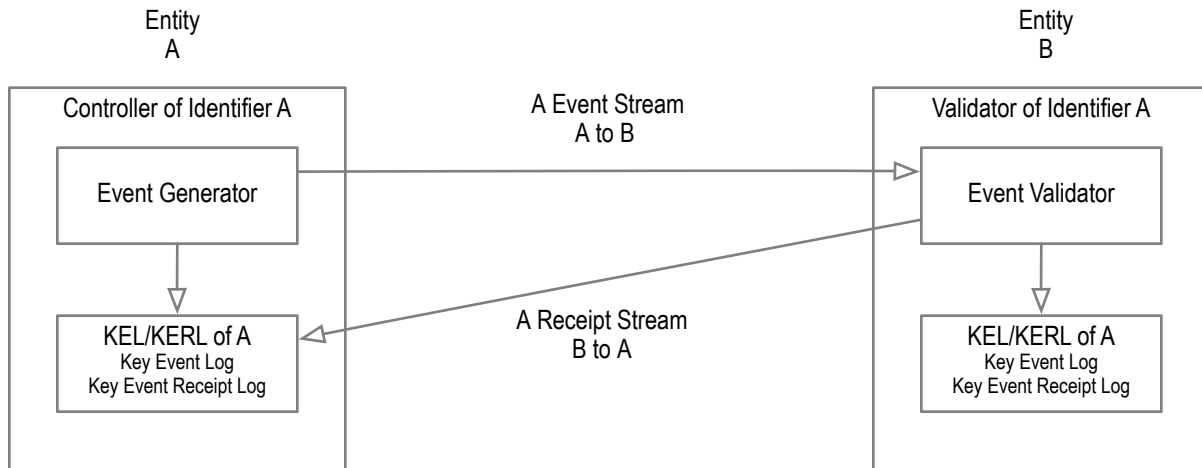 Entity
A
Entity
B
Controller of Identifier A
A Event Stream
A to B
Validator of Identifier A
Event Generator
Event Validator
A Receipt Stream
B to A
KEL/KERL of A
Key Event Log
Key Event Receipt Log
KEL/KERL of A
Key Event Log
Key Event Receipt Log